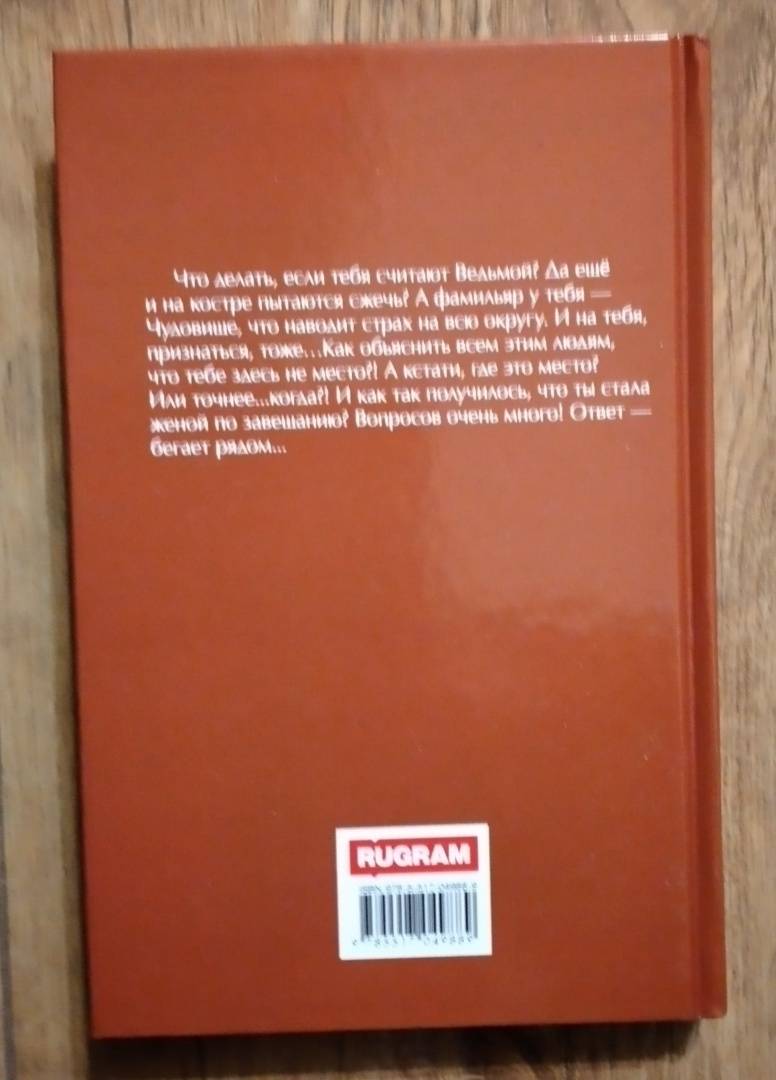 Что делать, если тебя считают Ведьмой? Да ещё
и на костре пытаются сжечь? А фамильяр у тебя —
Чудовище, что наводит страх на всю округу. И на тебя,
признаться, тоже...Как объяснить всем этим людям,
что тебе здесь не место?! А кстати, где это место?
Или точнее...когда?! И как так получилось, что ты стала
женой по завещанию? Вопросов очень много! Ответ —
бегает рядом...
RUGRAM